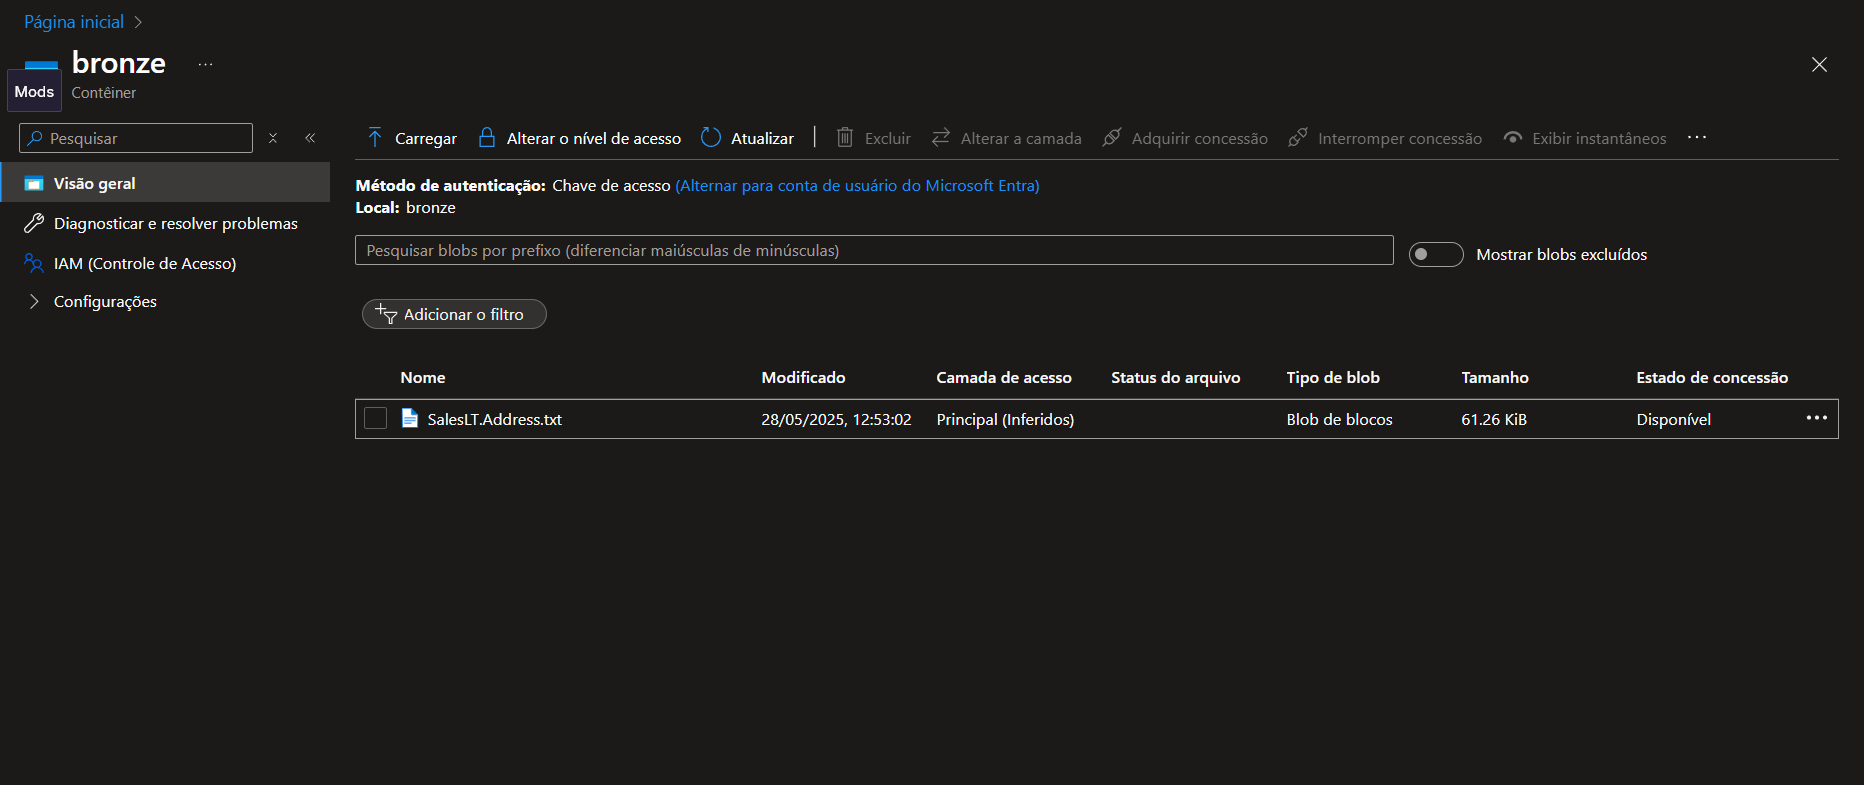 Página inicial
bronze
Mods
Contêiner
Pesquisar
Carregar Alterar o nível de acesso Atualizar Excluir Alterar a camada Adquirir concessão Interromper concessão Exibir instantâneos
Visão geral
Diagnosticar e resolver problemas
IAM (Controle de Acesso)
Configurações
Método de autenticação: Chave de acesso (Alternar para conta de usuário do Microsoft Entra)
Local: bronze
Pesquisar blobs por prefixo (diferenciar maiúsculas de minúsculas)
Mostrar blobs excluídos
Adicionar o filtro
Nome Modificado Camada de acesso Status do arquivo Tipo de blob Tamanho Estado de concessão
SalesLT.Address.txt 28/05/2025, 12:53:02 Principal (Inferidos) Blob de blocos 61.26 KiB Disponível